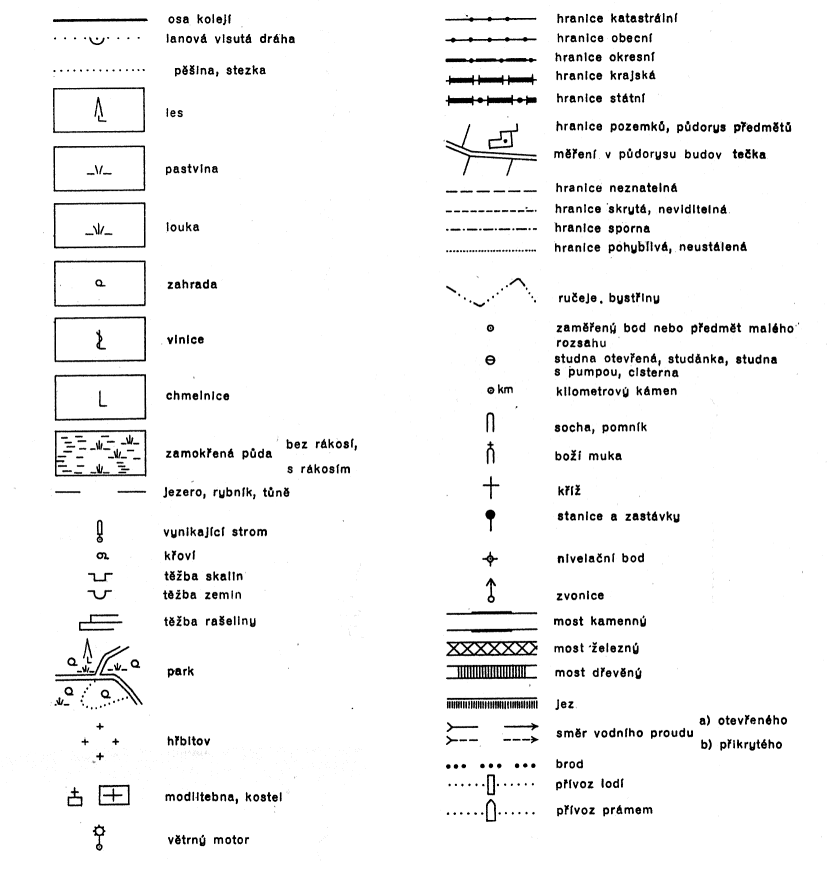 osa kolejí
lanová visutá dráha
pěšina, stezka
les
pastvina
louka
zahrada
vinice
chmelnice
zamokřená půda bez rákosí,
s rákosím
jezero, rybník, tůně
vynikající strom
křoví
těžba skalin
těžba zemin
těžba rašeliny
park
hřbitov
modlitebna, kostel
větrný motor
hranice katastrální
hranice obecní
hranice okresní
hranice krajská
hranice státní
hranice pozemků, půdorys předmětů
měření v půdorysu budov tečka
hranice neznatelná
hranice skrytá, neviditelná
hranice sporna
hranice pohyblivá, neustálená
ručeje, bystřiny
zaměřený bod nebo předmět malého
rozsahu
studna otevřená, studánka, studna
s pumpou, cisterna
km kilometrový kámen
socha, pomník
boží muka
kříž
stanice a zastávky
nivelační bod
zvonice
most kamenný
most železný
most dřevěný
jez
směr vodního proudu a) otevřeného
b) přikrytého
brod
přívoz lodí
přívoz prámem